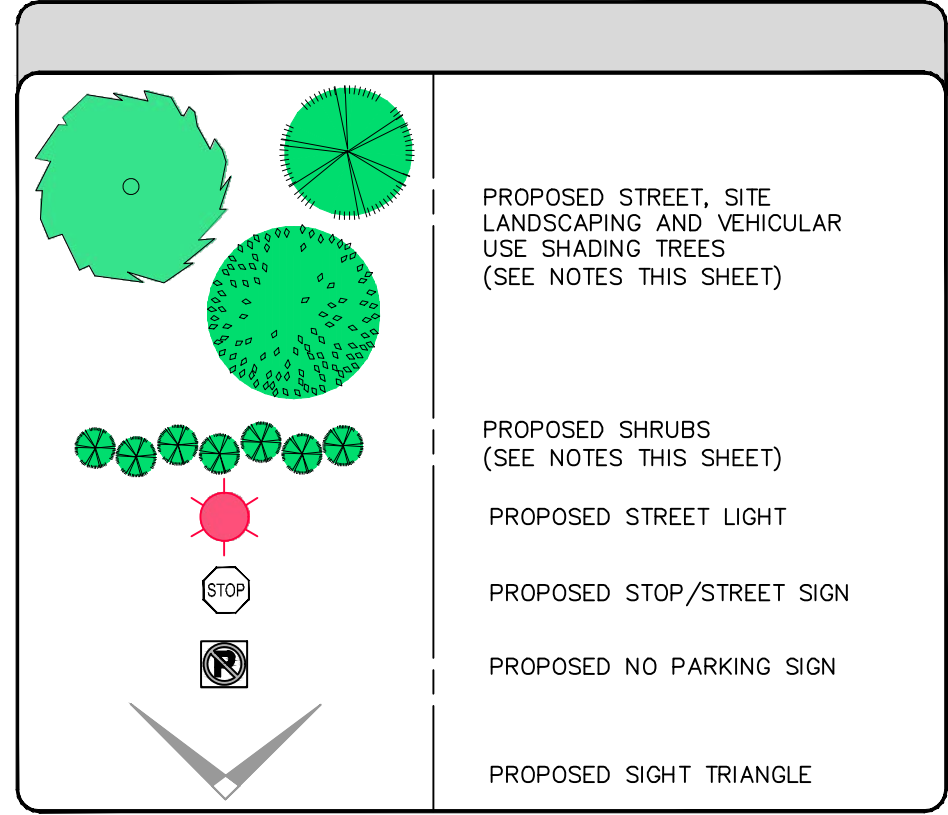 PROPOSED STREET, SITE
LANDSCAPING AND VEHICULAR
USE SHADING TREES
(SEE NOTES THIS SHEET)
PROPOSED SHRUBS
(SEE NOTES THIS SHEET)
PROPOSED STREET LIGHT
STOP
PROPOSED STOP/STREET SIGN
P
PROPOSED NO PARKING SIGN
PROPOSED SIGHT TRIANGLE